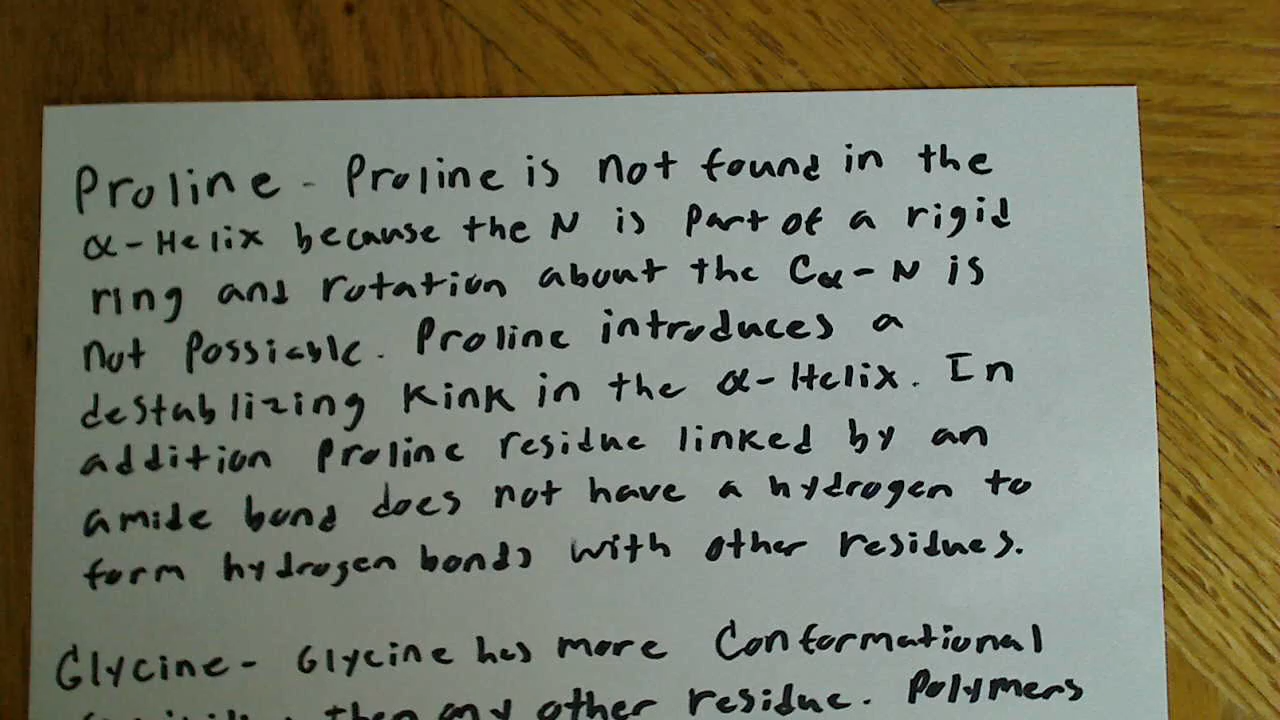 Proline - Proline is not found in the
α-Helix because the N is part of a rigid
ring and rotation about the Cα-N is
not possiable. Proline introduces a
destablizing kink in the α-Helix. In
addition proline residue linked by an
amide bond does not have a hydrogen to
form hydrogen bonds with other residues.
Glycine - Glycine has more Conformational
then any other residue. Polymers